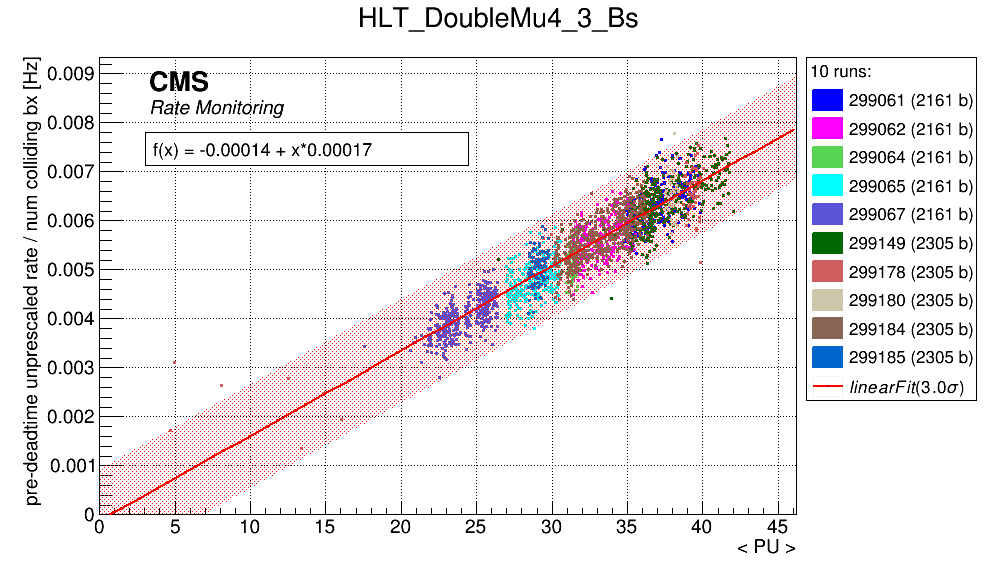 HLT_DoubleMu4_3_Bs
pre-deadtime unprescaled rate / num colliding bx [Hz]
0.009
0.008
0.007
0.006
0.005
0.004
0.003
0.002
0.001
0
CMS
Rate Monitoring
f(x) = -0.00014 + x*0.00017
0 5 10 15 20 25 30 35 40 45
< PU >
10 runs:
299061 (2161 b)
299062 (2161 b)
299064 (2161 b)
299065 (2161 b)
299067 (2161 b)
299149 (2305 b)
299178 (2305 b)
299180 (2305 b)
299184 (2305 b)
299185 (2305 b)
linearFit(3.0σ)